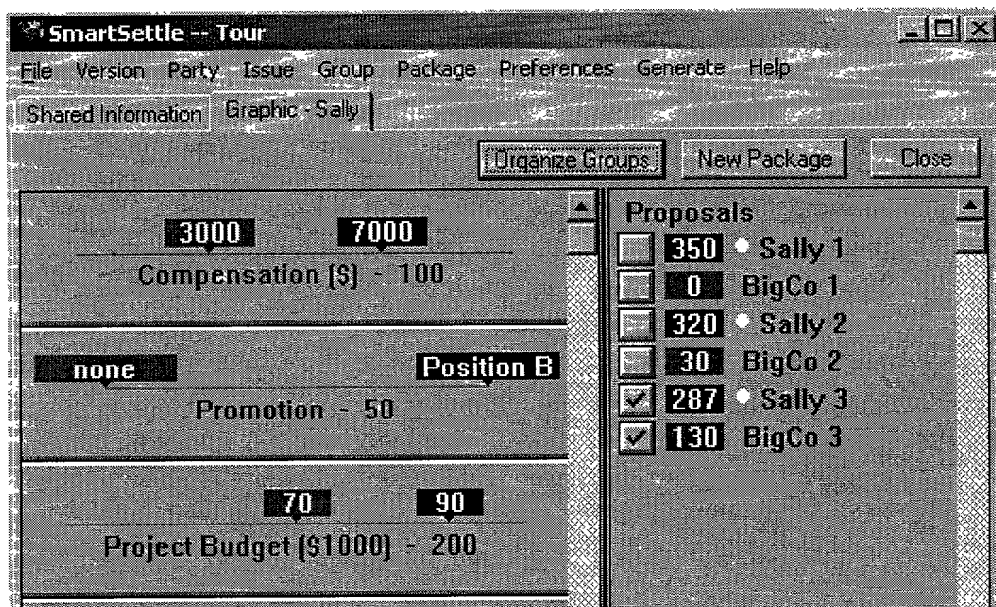 SmartSettle -- Tour
File Version Party Issue Group Package Preferences Generate Help
Shared Information Graphic - Sally
Organize Groups New Package Close
3000 7000
Compensation ($) - 100
none Position B
Promotion - 50
70 90
Project Budget ($1000) - 200
Proposals
350 Sally 1
0 BigCo 1
320 Sally 2
30 BigCo 2
287 Sally 3
130 BigCo 3